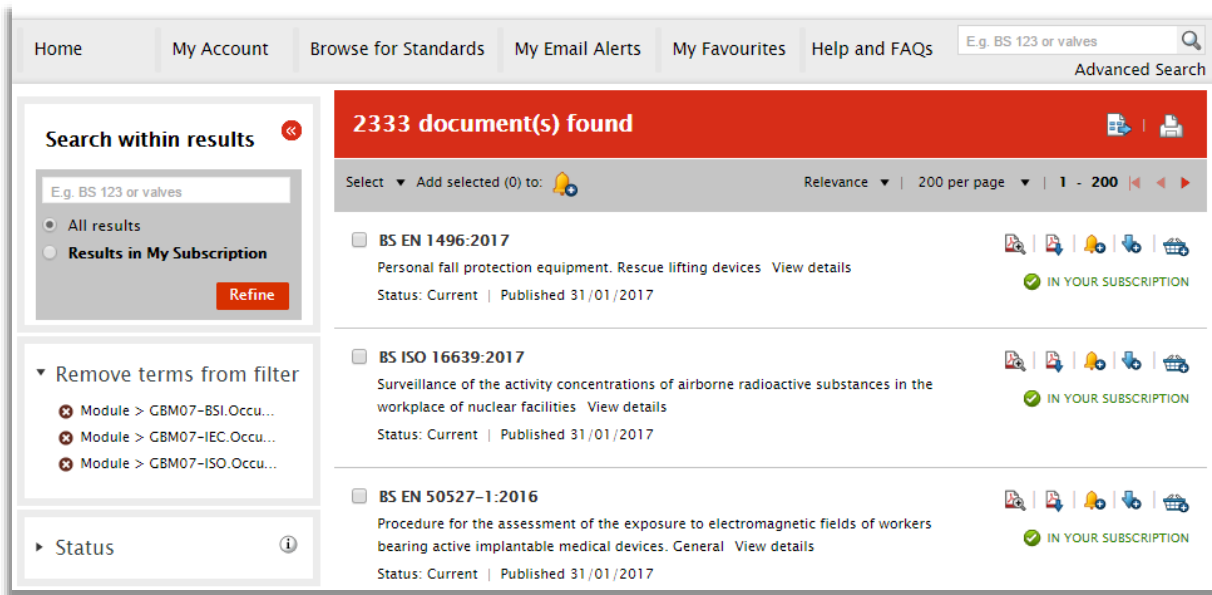 Home My Account Browse for Standards My Email Alerts My Favourites Help and FAQs E.g. BS 123 or valves
Advanced Search
Search within results
E.g. BS 123 or valves
All results
Results in My Subscription
Refine
Remove terms from filter
Module > GBM07-BSI.Occu...
Module > GBM07-IEC.Occu...
Module > GBM07-ISO.Occu...
Status
2333 document(s) found
Select Add selected (0) to: Relevance | 200 per page | 1 - 200
BS EN 1496:2017
Personal fall protection equipment. Rescue lifting devices View details
Status: Current | Published 31/01/2017
IN YOUR SUBSCRIPTION
BS ISO 16639:2017
Surveillance of the activity concentrations of airborne radioactive substances in the
workplace of nuclear facilities View details
Status: Current | Published 31/01/2017
IN YOUR SUBSCRIPTION
BS EN 50527-1:2016
Procedure for the assessment of the exposure to electromagnetic fields of workers
bearing active implantable medical devices. General View details
Status: Current | Published 31/01/2017
IN YOUR SUBSCRIPTION